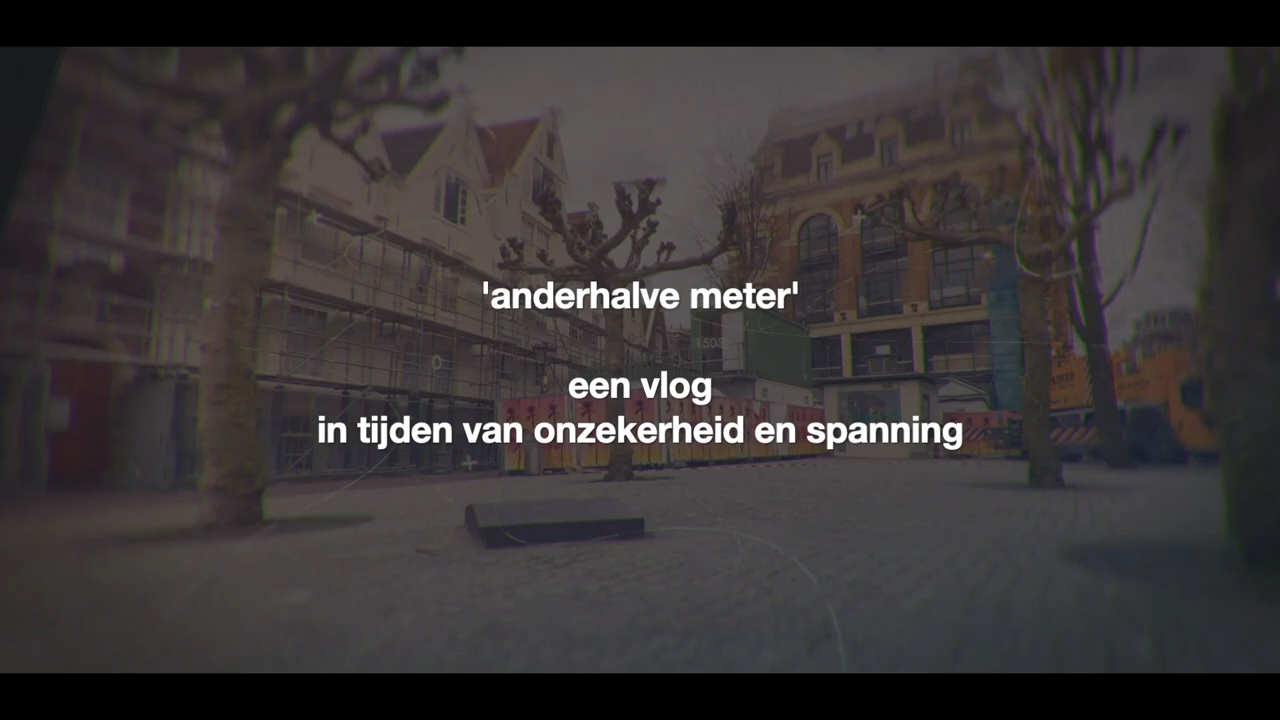 'anderhalve meter'
een vlog
in tijden van onzekerheid en spanning